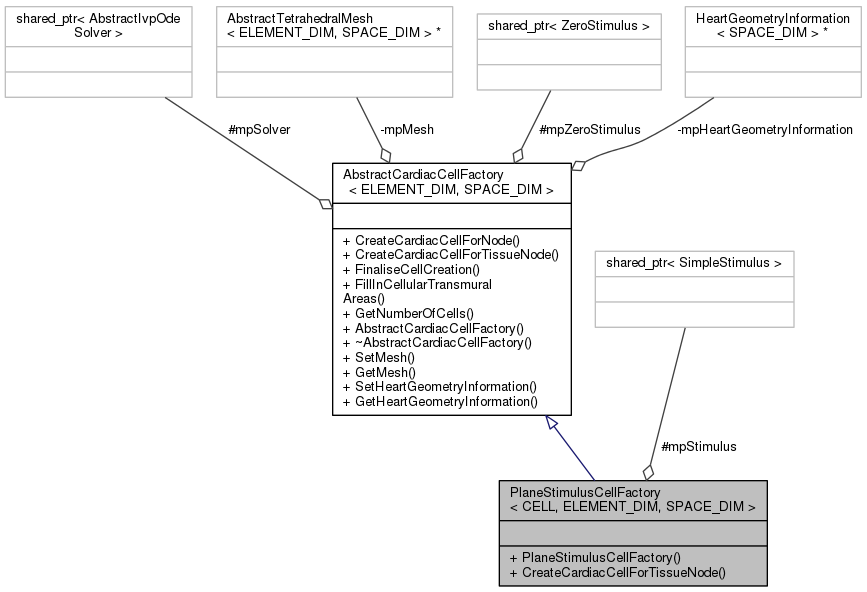 shared_ptr< AbstractIvpOde
Solver >
AbstractTetrahedralMesh
< ELEMENT_DIM, SPACE_DIM > *
shared_ptr< ZeroStimulus >
HeartGeometryInformation
< SPACE_DIM > *
#mpSolver
-mpMesh
#mpZeroStimulus
-mpHeartGeometryInformation
AbstractCardiacCellFactory
< ELEMENT_DIM, SPACE_DIM >
+ CreateCardiacCellForNode()
+ CreateCardiacCellForTissueNode()
+ FinaliseCellCreation()
+ FillInCellularTransmural
Areas()
+ GetNumberOfCells()
+ AbstractCardiacCellFactory()
+ ~AbstractCardiacCellFactory()
+ SetMesh()
+ GetMesh()
+ SetHeartGeometryInformation()
+ GetHeartGeometryInformation()
shared_ptr< SimpleStimulus >
#mpStimulus
PlaneStimulusCellFactory
< CELL, ELEMENT_DIM, SPACE_DIM >
+ PlaneStimulusCellFactory()
+ CreateCardiacCellForTissueNode()